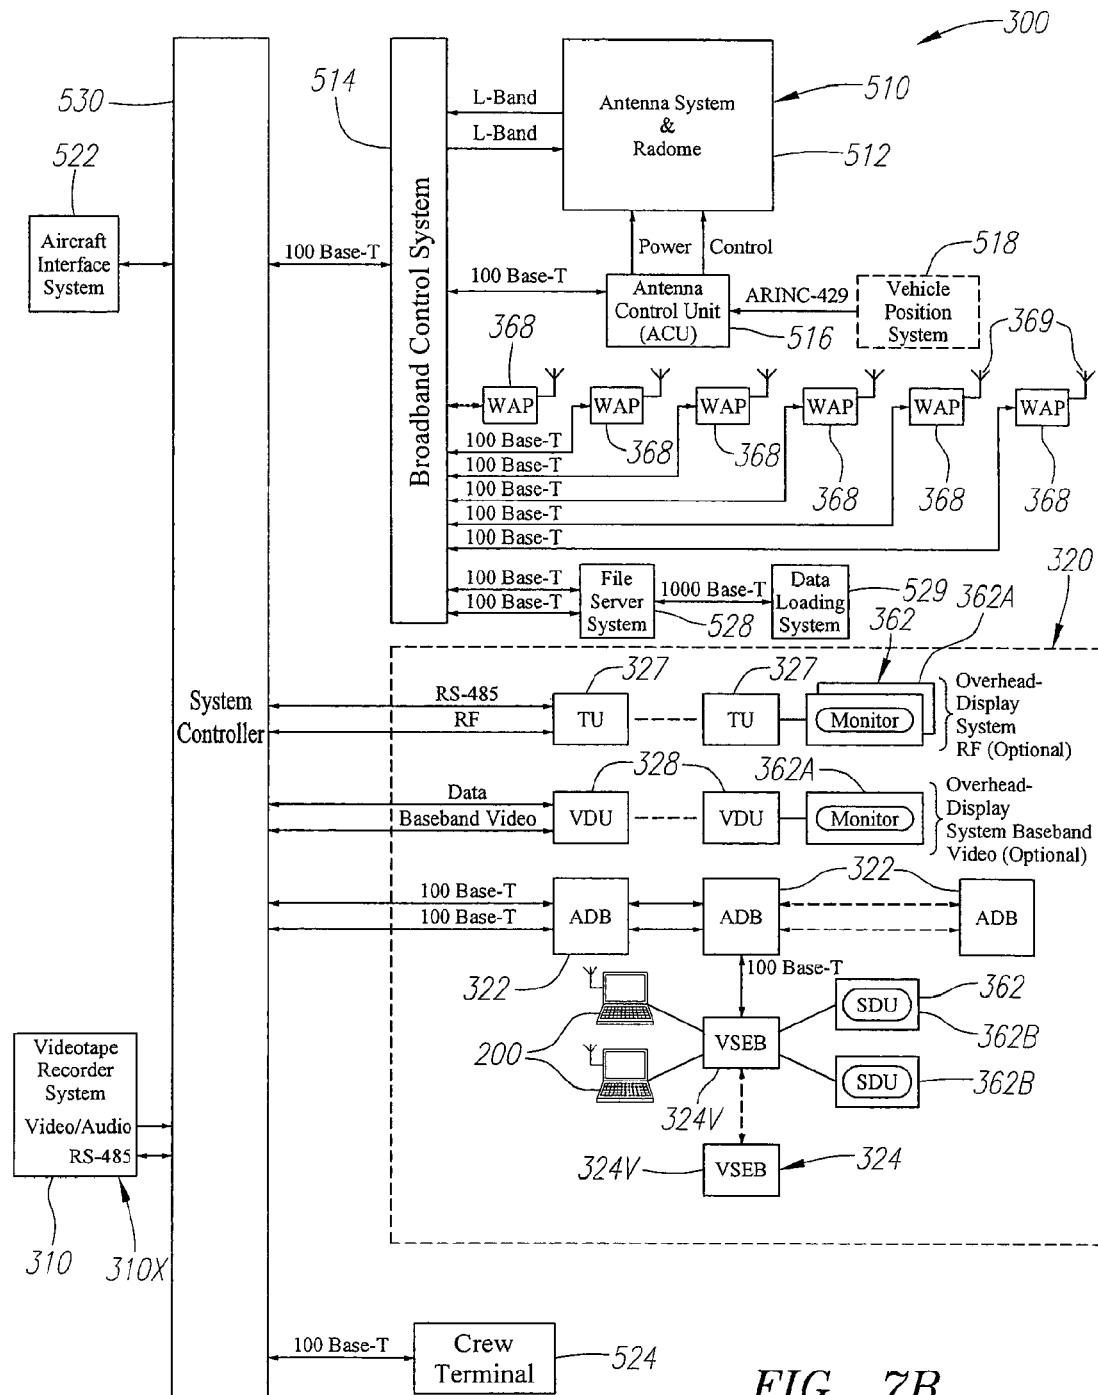 300
530
514
L-Band
Antenna System
&
Radome
510
L-Band
512
522
Aircraft
Interface
System
100 Base-T
Broadband Control System
Power
Control
518
100 Base-T
Antenna
Control Unit
(ACU)
ARINC-429
Vehicle
Position
System
516
368
369
WAP
WAP
WAP
WAP
WAP
WAP
368
368
368
368
368
100 Base-T
100 Base-T
100 Base-T
100 Base-T
100 Base-T
320
100 Base-T
100 Base-T
File
Server
System
1000 Base-T
Data
Loading
System
528
529
362A
362
327
327
System
Controller
RS-485
RF
TU
TU
Monitor
Overhead-
Display
System
RF (Optional)
328
362A
Data
Baseband Video
VDU
VDU
Monitor
Overhead-
Display
System Baseband
Video (Optional)
322
100 Base-T
100 Base-T
ADB
ADB
ADB
322
100 Base-T
200
VSEB
SDU
362
362B
SDU
362B
324V
324V
VSEB
324
Videotape
Recorder
System
Video/Audio
RS-485
310
310X
100 Base-T
Crew
Terminal
524
FIG. 7B